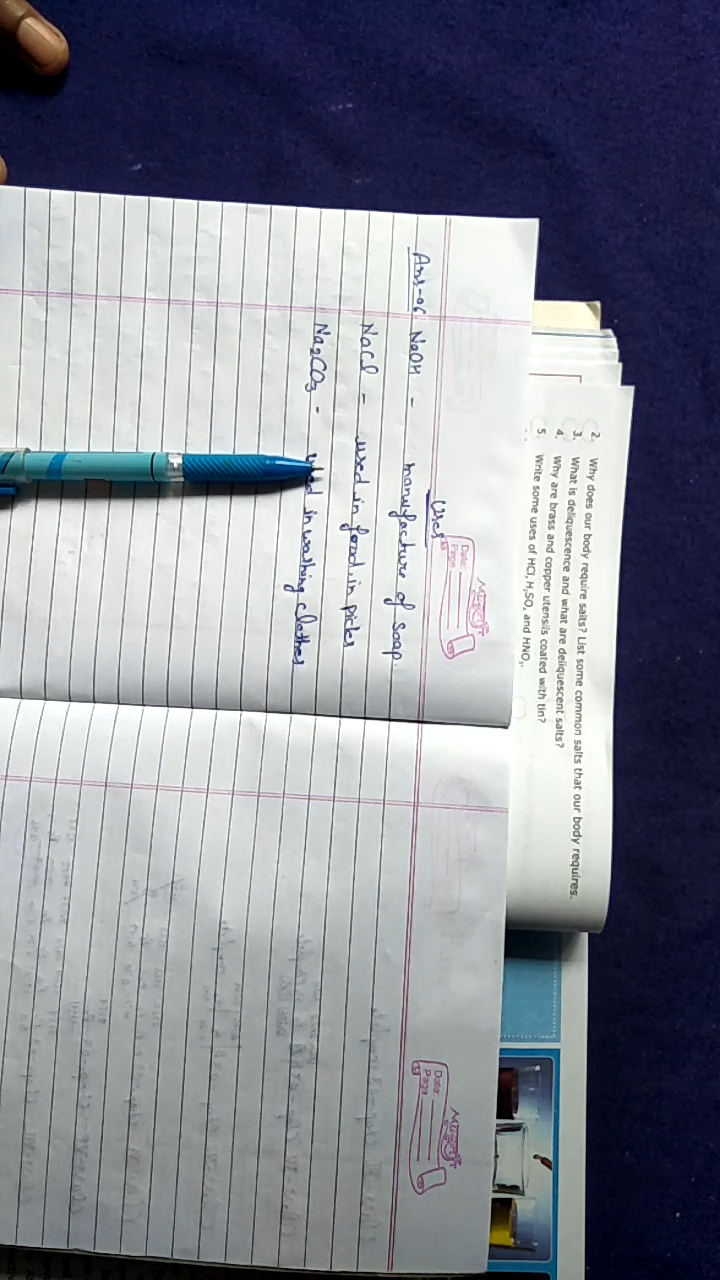 2. Why does our body require salts? List some common salts that our body requires.
3. What is deliquescence and what are deliquescent salts?
4. Why are brass and copper utensils coated with tin?
5. Write some uses of HCl, H₂SO, and HNO₃.
Date
Page
Uses
Ans-06 NaOH - manufacture of Soap.
NaCl - used in food, in pickles
Na₂CO₃ - used in washing clothes
Date
Page